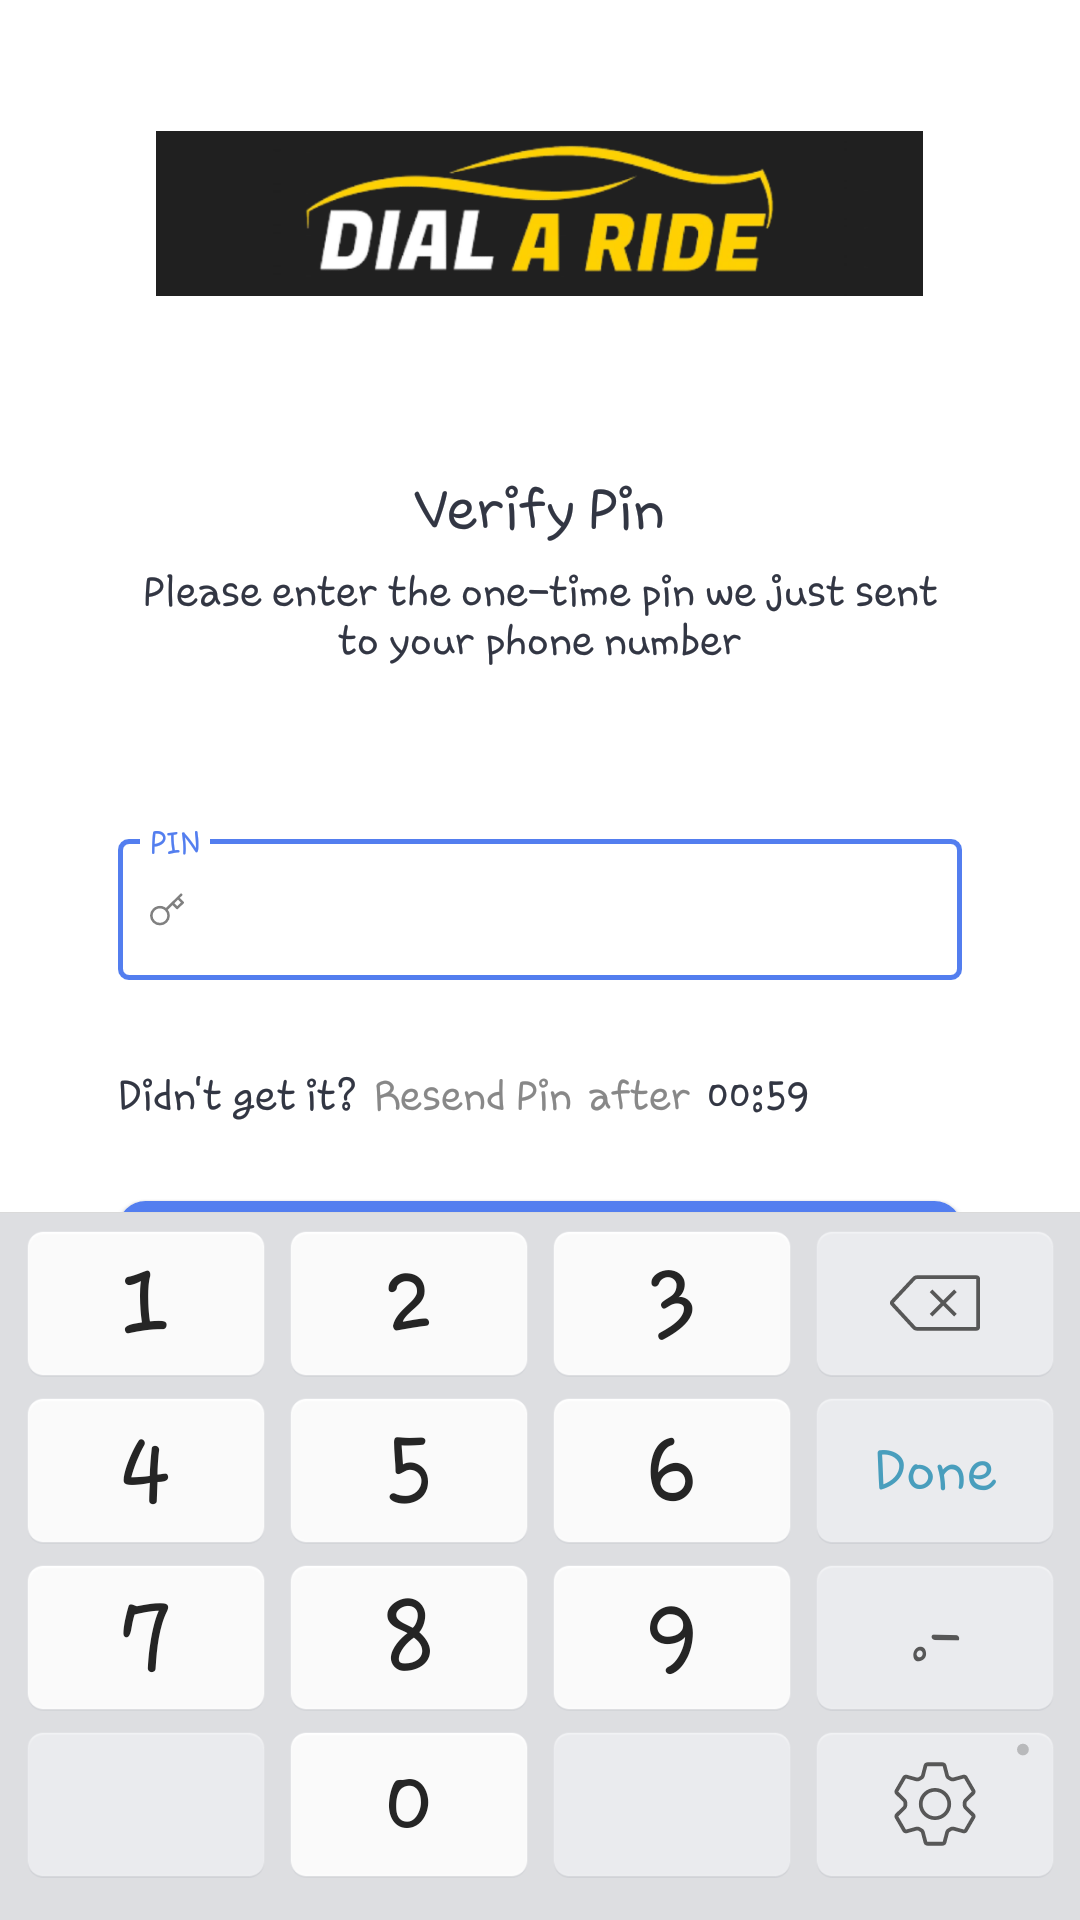 DIAL A RIDE
Verify Pin
Please enter the one-time pin we just sent
to your phone number
PIN
Didn't get it? Resend Pin after 00:59
1 2 3
4 5 6 Done
7 8 9 .-
0